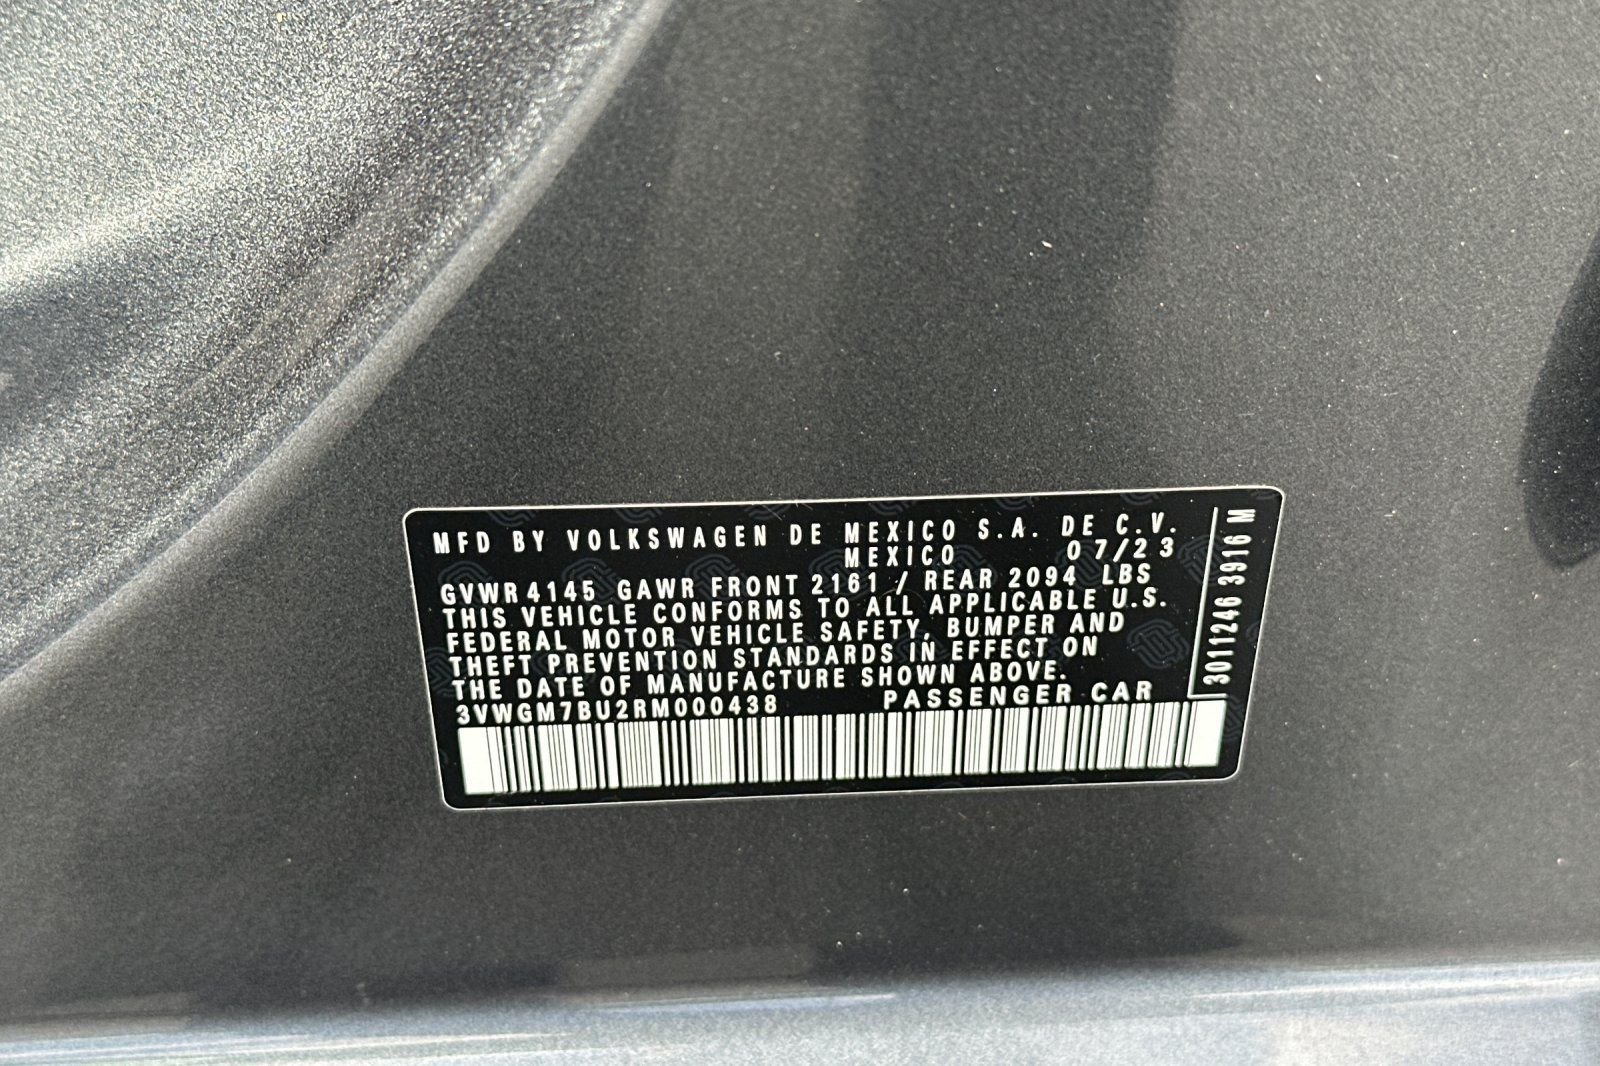 MFD BY VOLKSWAGEN DE MEXICO S.A. DE C.V.
MEXICO 07/23
GVWR 4145 GAWR FRONT 2161 / REAR 2094 LBS
THIS VEHICLE CONFORMS TO ALL APPLICABLE U.S.
FEDERAL MOTOR VEHICLE SAFETY, BUMPER AND
THEFT PREVENTION STANDARDS IN EFFECT ON
THE DATE OF MANUFACTURE SHOWN ABOVE.
3VWGM7BU2RM000438 PASSENGER CAR
3011246 3916 M